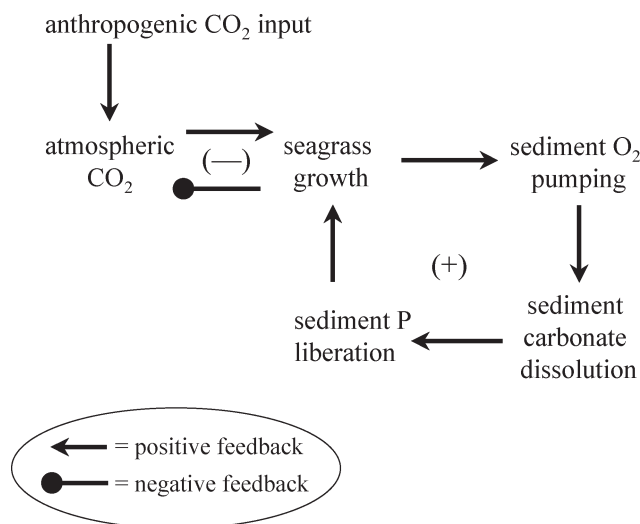 anthropogenic CO₂ input
atmospheric
CO₂
(—)
seagrass
growth
sediment O₂
pumping
(+)
sediment P
liberation
sediment
carbonate
dissolution
= positive feedback
= negative feedback